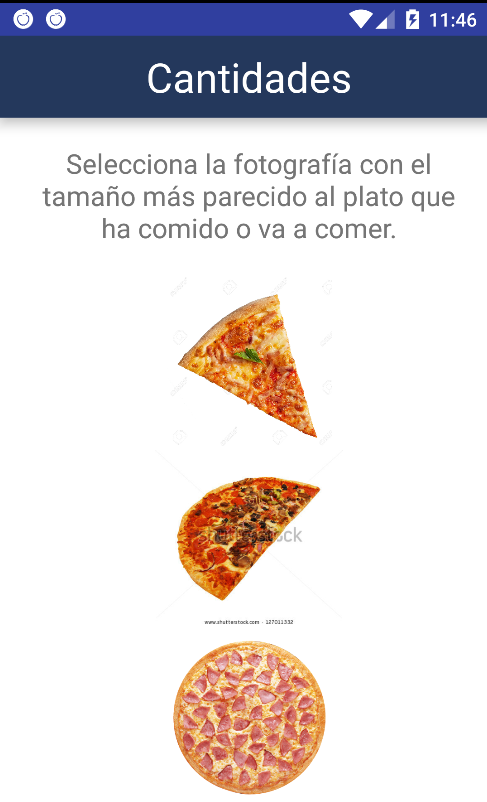 11:46
Cantidades
Selecciona la fotografía con el
tamaño más parecido al plato que
ha comido o va a comer.
shutterstock
www.shutterstock.com · 127011332